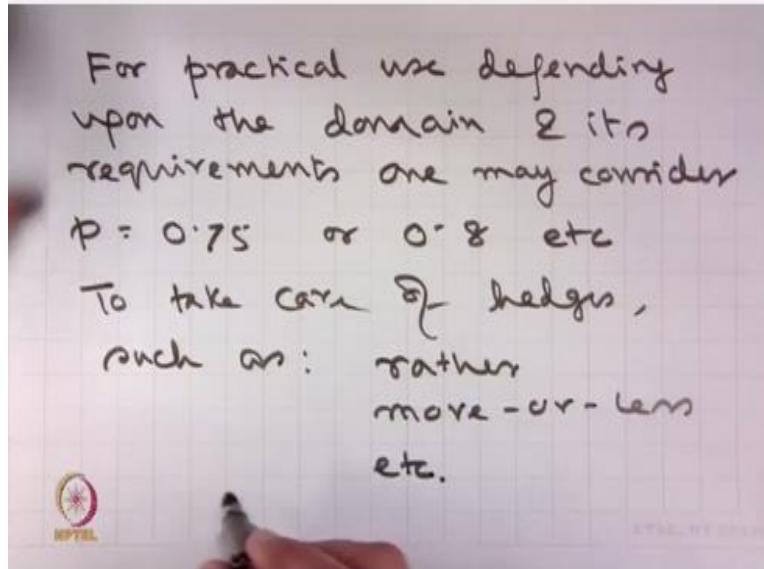 For practical use depending
upon the domain & its
requirements one may consider
p = 0.75 or 0.8 etc
To take care of hedges,
such as: rather
more-or-less
etc.
NPTEL